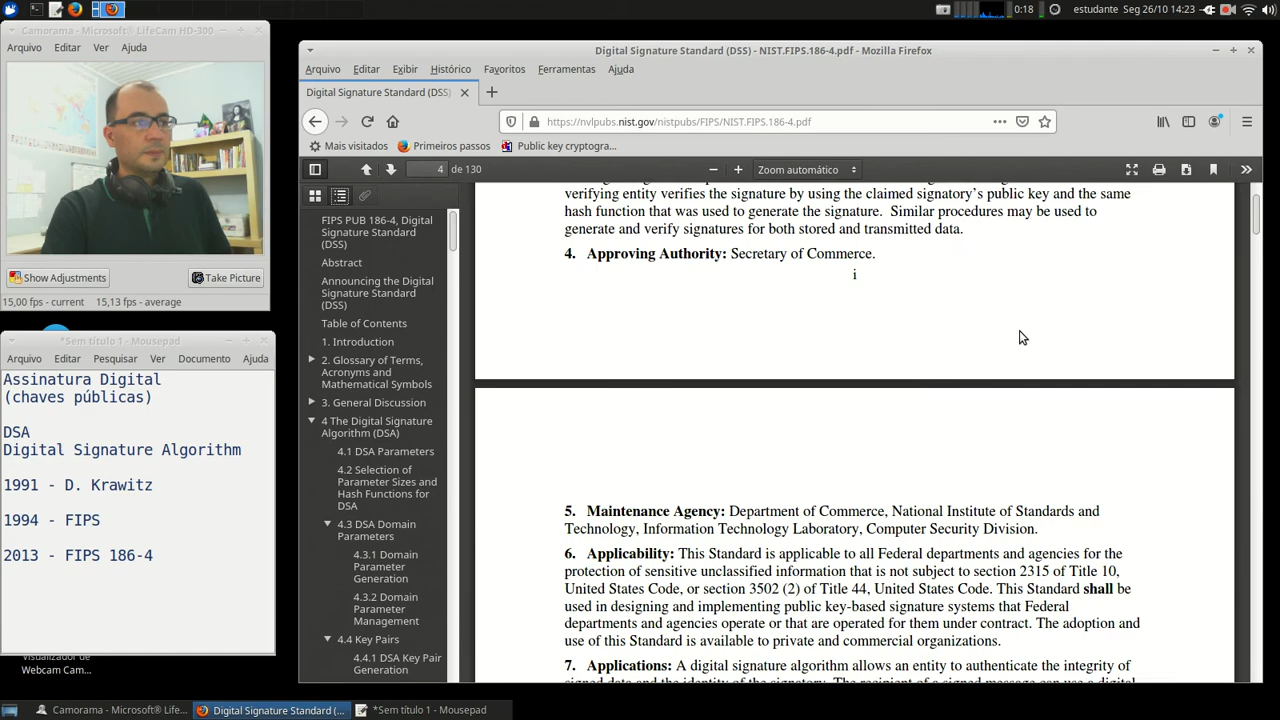 0:18
estudante
Seg 26/10 14:23
Camorama - Microsoft® LifeCam HD-300
Arquivo Editar Ver Ajuda
Show Adjustments
Take Picture
15,00 fps - current 15,13 fps - average
*Sem título 1 - Mousepad
Arquivo Editar Pesquisar Ver Documento Ajuda
Assinatura Digital
(chaves públicas)
DSA
Digital Signature Algorithm
1991 - D. Krawitz
1994 - FIPS
2013 - FIPS 186-4
Visualizador de
Webcam Cam...
Digital Signature Standard (DSS) - NIST.FIPS.186-4.pdf - Mozilla Firefox
Arquivo Editar Exibir Histórico Favoritos Ferramentas Ajuda
Digital Signature Standard (DSS)
https://nvlpubs.nist.gov/nistpubs/FIPS/NIST.FIPS.186-4.pdf
Mais visitados Primeiros passos Public key cryptogra...
4 de 130
Zoom automático
FIPS PUB 186-4, Digital
Signature Standard
(DSS)
Abstract
Announcing the Digital
Signature Standard
(DSS)
Table of Contents
1. Introduction
2. Glossary of Terms,
Acronyms and
Mathematical Symbols
3. General Discussion
4 The Digital Signature
Algorithm (DSA)
4.1 DSA Parameters
4.2 Selection of
Parameter Sizes and
Hash Functions for
DSA
4.3 DSA Domain
Parameters
4.3.1 Domain
Parameter
Generation
4.3.2 Domain
Parameter
Management
4.4 Key Pairs
4.4.1 DSA Key Pair
Generation
verifying entity verifies the signature by using the claimed signatory's public key and the same
hash function that was used to generate the signature. Similar procedures may be used to
generate and verify signatures for both stored and transmitted data.
4. Approving Authority: Secretary of Commerce.
i
5. Maintenance Agency: Department of Commerce, National Institute of Standards and
Technology, Information Technology Laboratory, Computer Security Division.
6. Applicability: This Standard is applicable to all Federal departments and agencies for the
protection of sensitive unclassified information that is not subject to section 2315 of Title 10,
United States Code, or section 3502 (2) of Title 44, United States Code. This Standard shall be
used in designing and implementing public key-based signature systems that Federal
departments and agencies operate or that are operated for them under contract. The adoption and
use of this Standard is available to private and commercial organizations.
7. Applications: A digital signature algorithm allows an entity to authenticate the integrity of
Camorama - Microsoft® Life...
Digital Signature Standard (...
*Sem título 1 - Mousepad